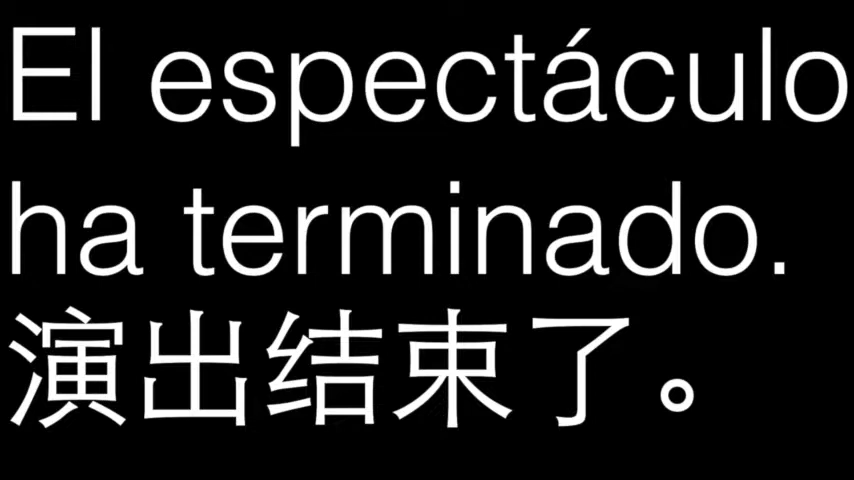 El espectáculo
ha terminado.
演出结束了。